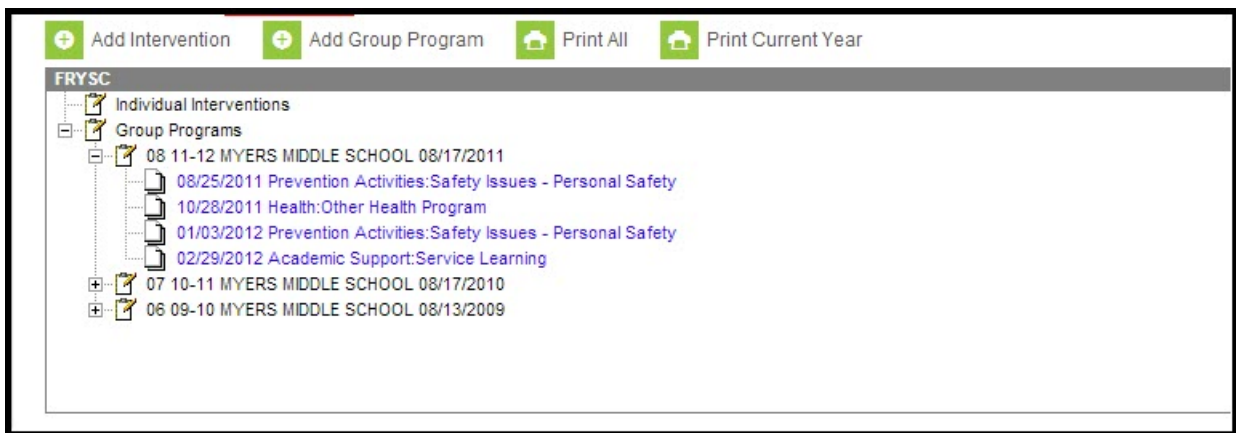 Add Intervention Add Group Program Print All Print Current Year
FRYSC
Individual Interventions
Group Programs
08 11-12 MYERS MIDDLE SCHOOL 08/17/2011
08/25/2011 Prevention Activities:Safety Issues - Personal Safety
10/28/2011 Health:Other Health Program
01/03/2012 Prevention Activities:Safety Issues - Personal Safety
02/29/2012 Academic Support:Service Learning
07 10-11 MYERS MIDDLE SCHOOL 08/17/2010
06 09-10 MYERS MIDDLE SCHOOL 08/13/2009